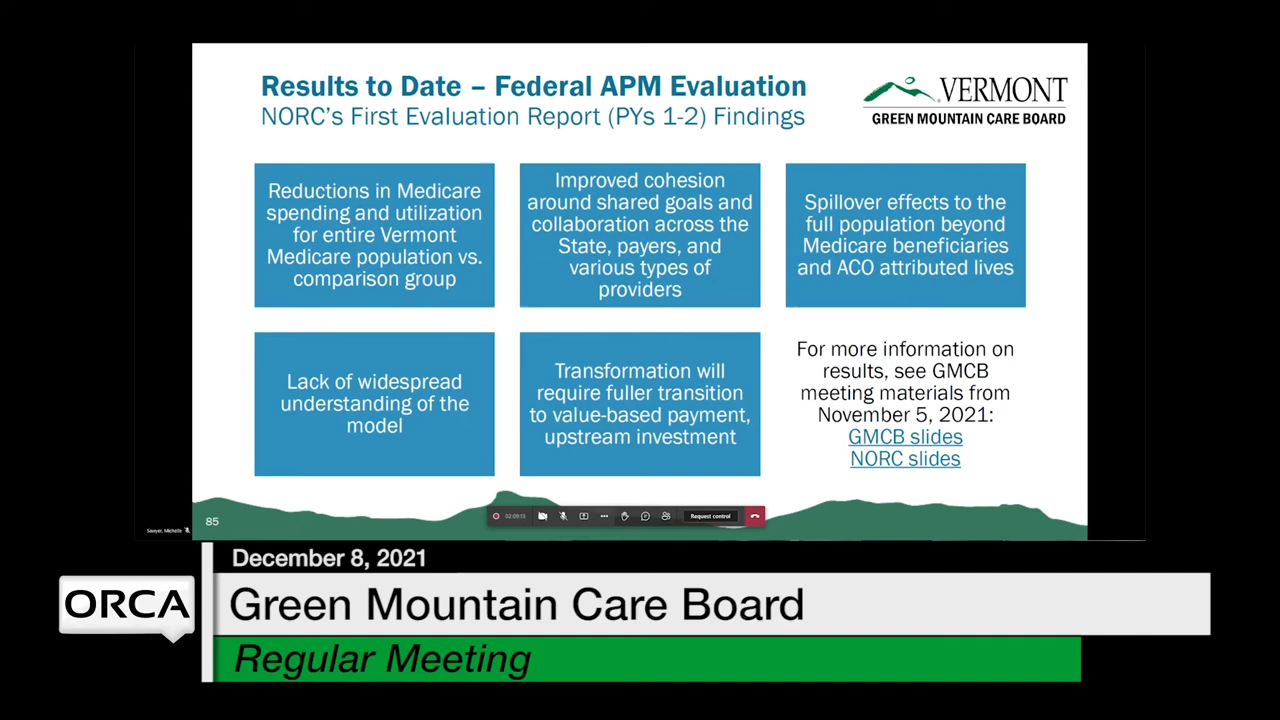 Results to Date – Federal APM Evaluation
NORC's First Evaluation Report (PYs 1-2) Findings
VERMONT
GREEN MOUNTAIN CARE BOARD
Reductions in Medicare
spending and utilization
for entire Vermont
Medicare population vs.
comparison group
Improved cohesion
around shared goals and
collaboration across the
State, payers, and
various types of
providers
Spillover effects to the
full population beyond
Medicare beneficiaries
and ACO attributed lives
Lack of widespread
understanding of the
model
Transformation will
require fuller transition
to value-based payment,
upstream investment
For more information on
results, see GMCB
meeting materials from
November 5, 2021:
GMCB slides
NORC slides
85
02:09:13
Request control
Sawyer, Michelle
December 8, 2021
ORCA
Green Mountain Care Board
Regular Meeting